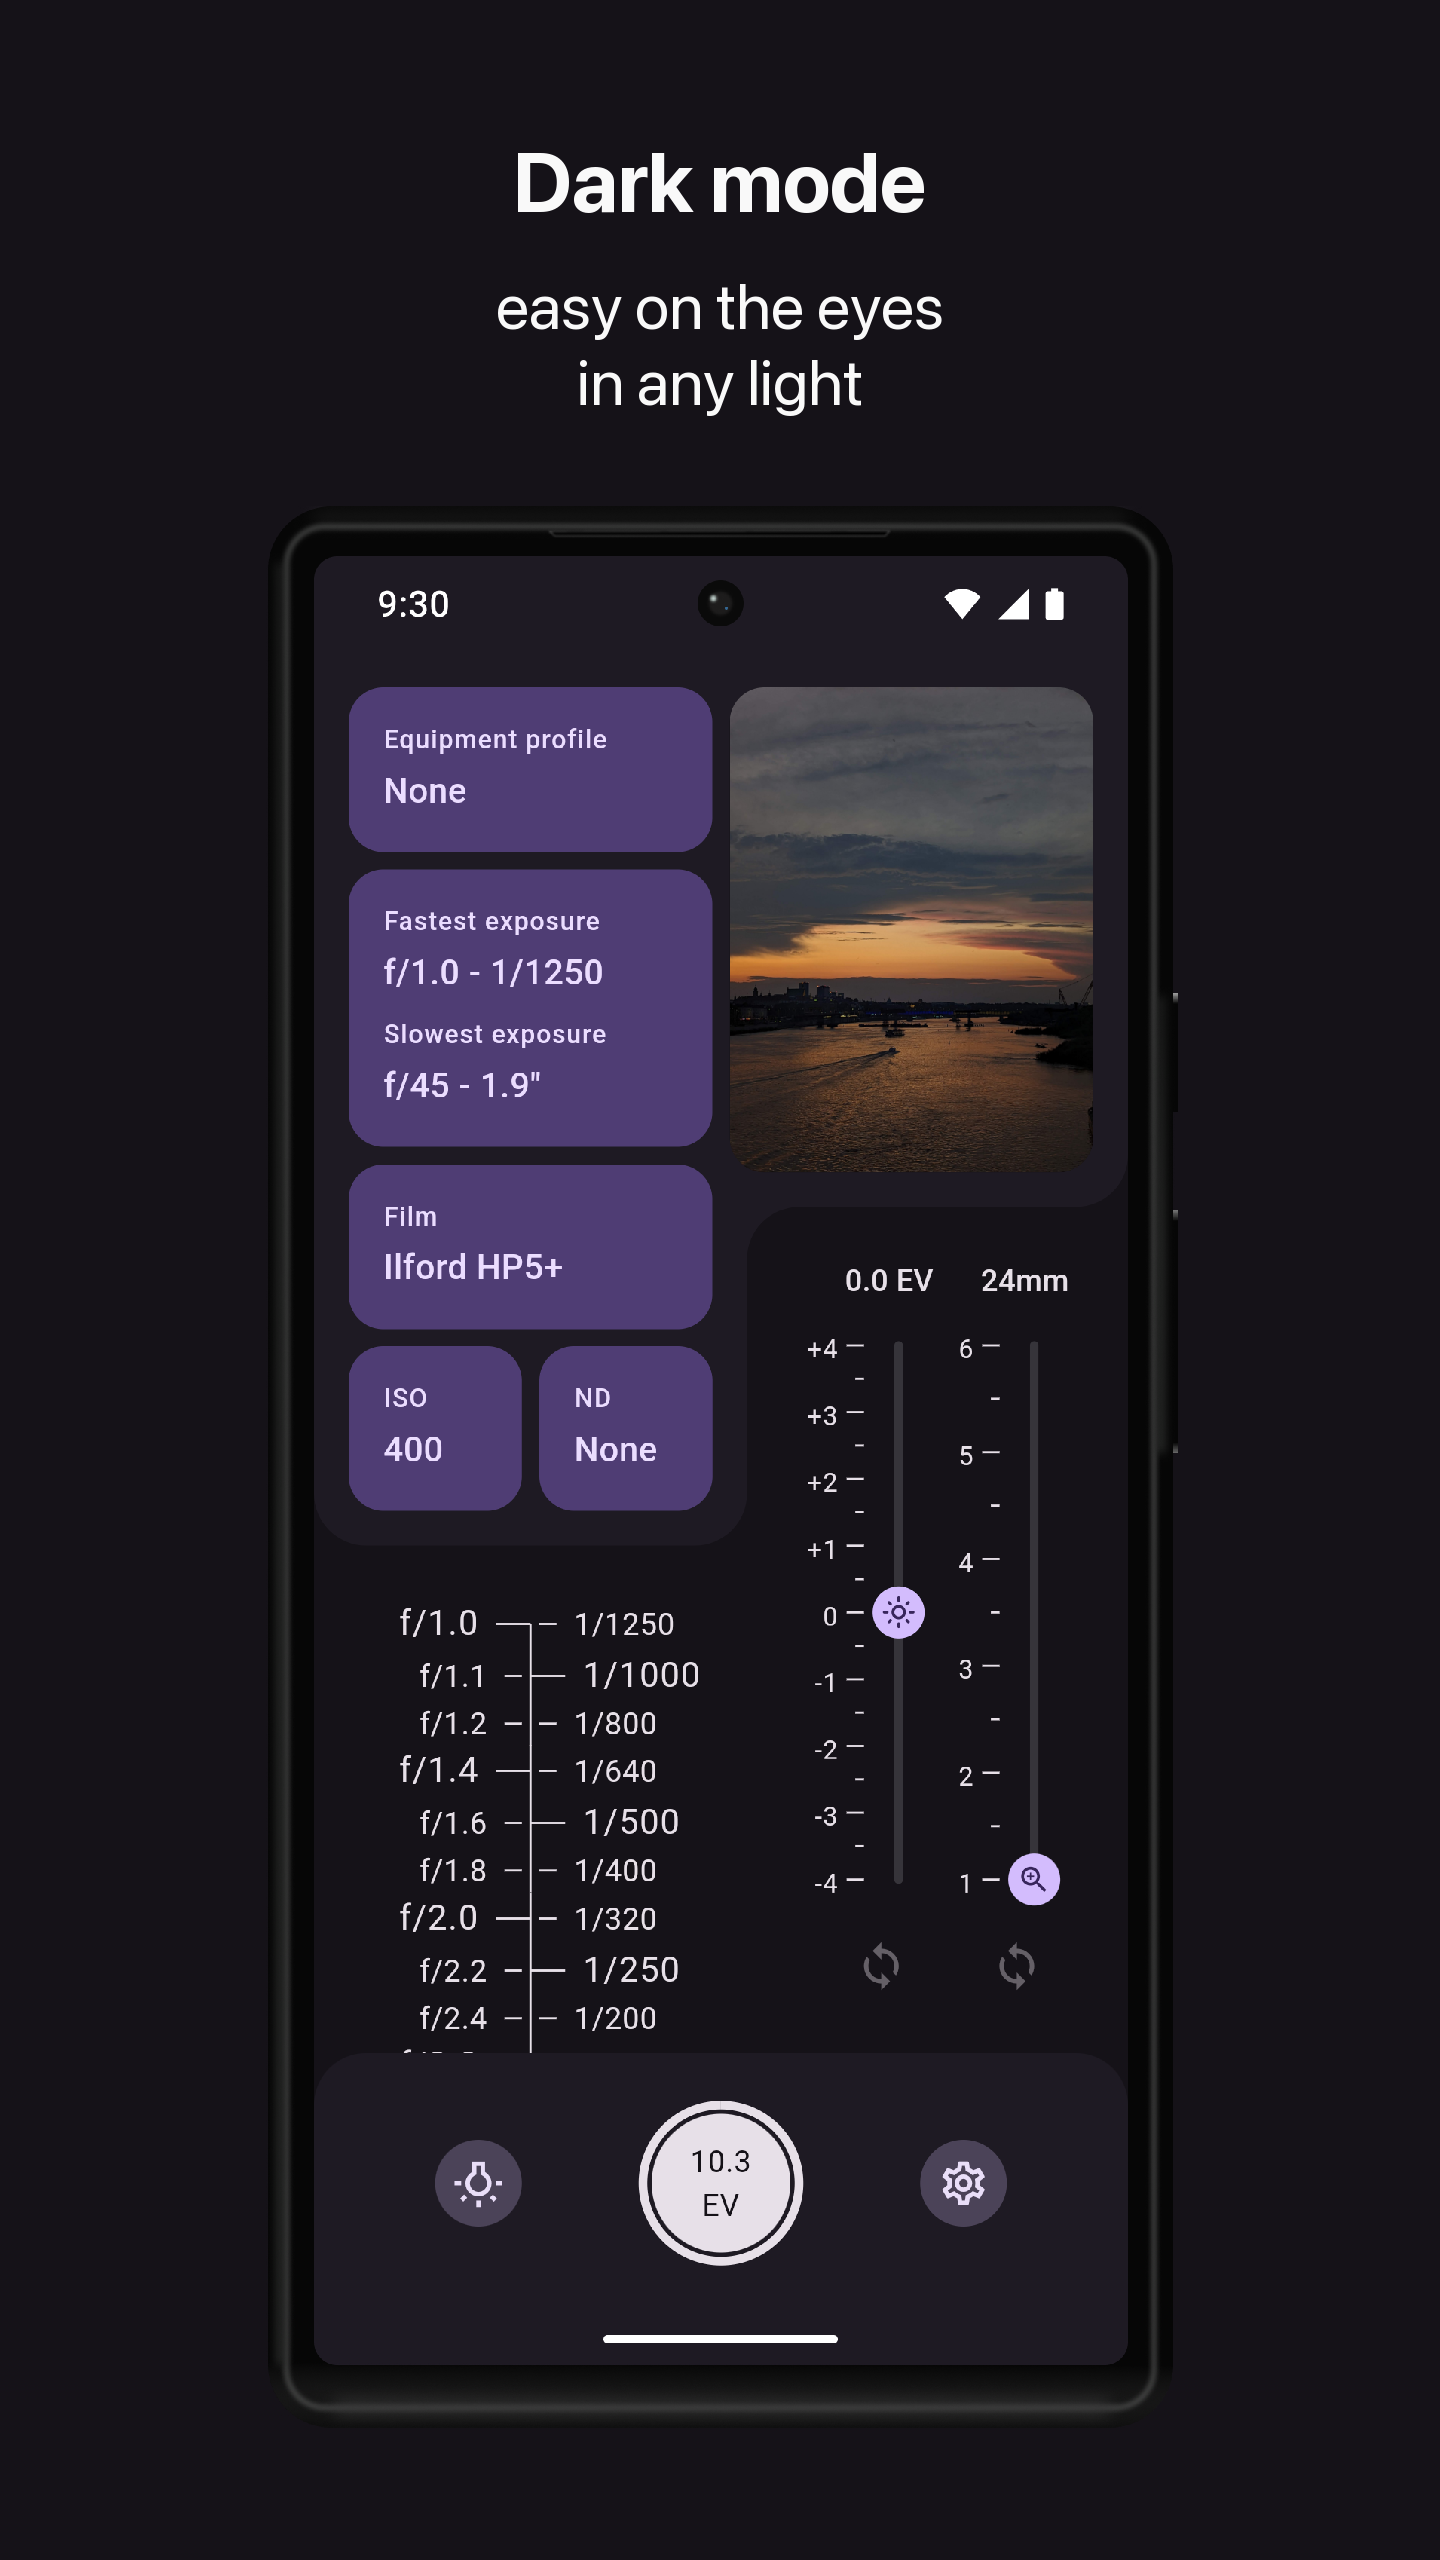 Dark mode
easy on the eyes
in any light
9:30
Equipment profile
None
Fastest exposure
f/1.0 - 1/1250
Slowest exposure
f/45 - 1.9"
Film
Ilford HP5+
ISO
400
ND
None
0.0 EV
+4
+3
+2
+1
0
-1
-2
-3
-4
24mm
6
5
4
3
2
1
f/1.0 1/1250
f/1.1 1/1000
f/1.2 1/800
f/1.4 1/640
f/1.6 1/500
f/1.8 1/400
f/2.0 1/320
f/2.2 1/250
f/2.4 1/200
10.3
EV